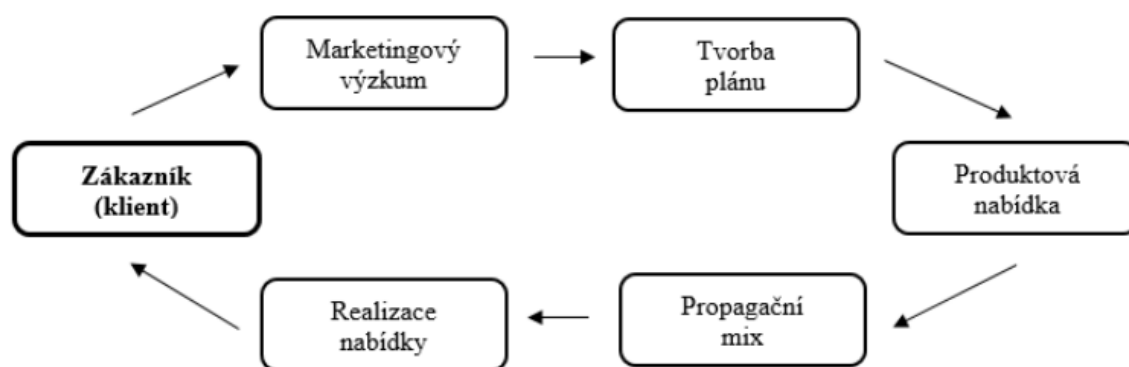 Marketingový
výzkum
Tvorba
plánu
Zákazník
(klient)
Produktová
nabídka
Realizace
nabídky
Propagační
mix